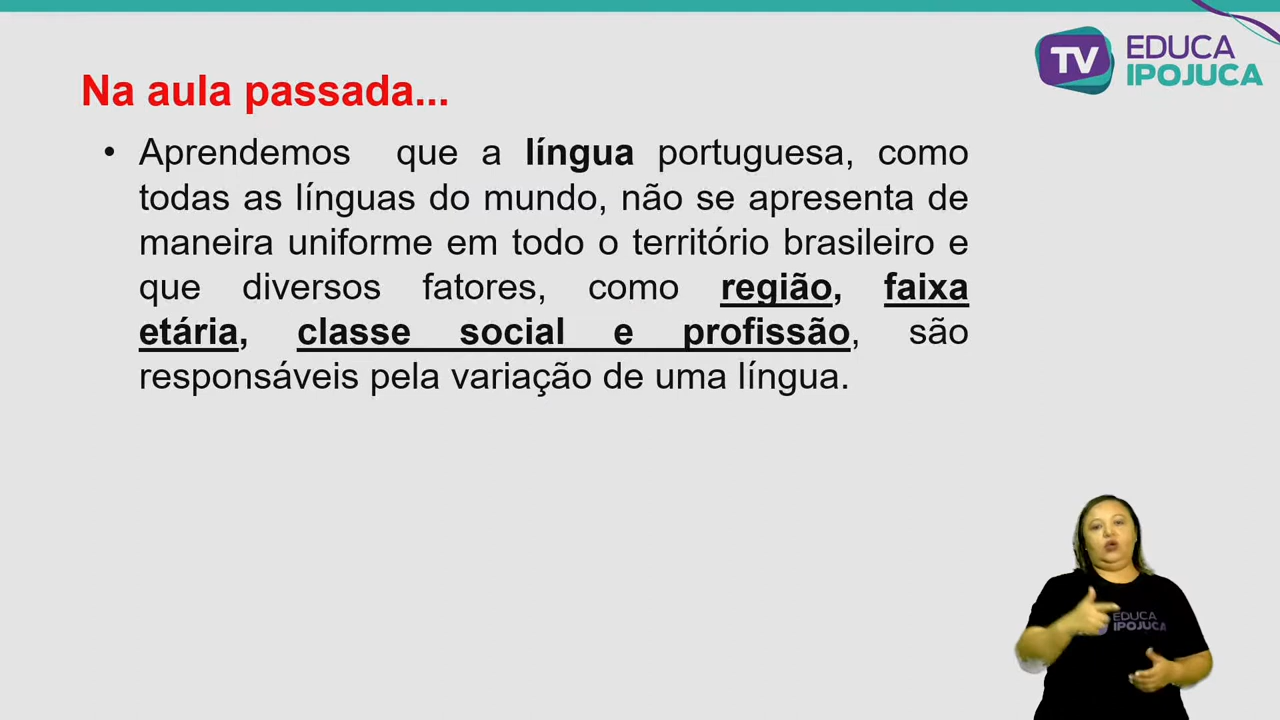 TV EDUCA
IPOJUCA
Na aula passada...
• Aprendemos que a língua portuguesa, como
todas as línguas do mundo, não se apresenta de
maneira uniforme em todo o território brasileiro e
que diversos fatores, como região, faixa
etária, classe social e profissão, são
responsáveis pela variação de uma língua.
EDUCA
IPOJUCA